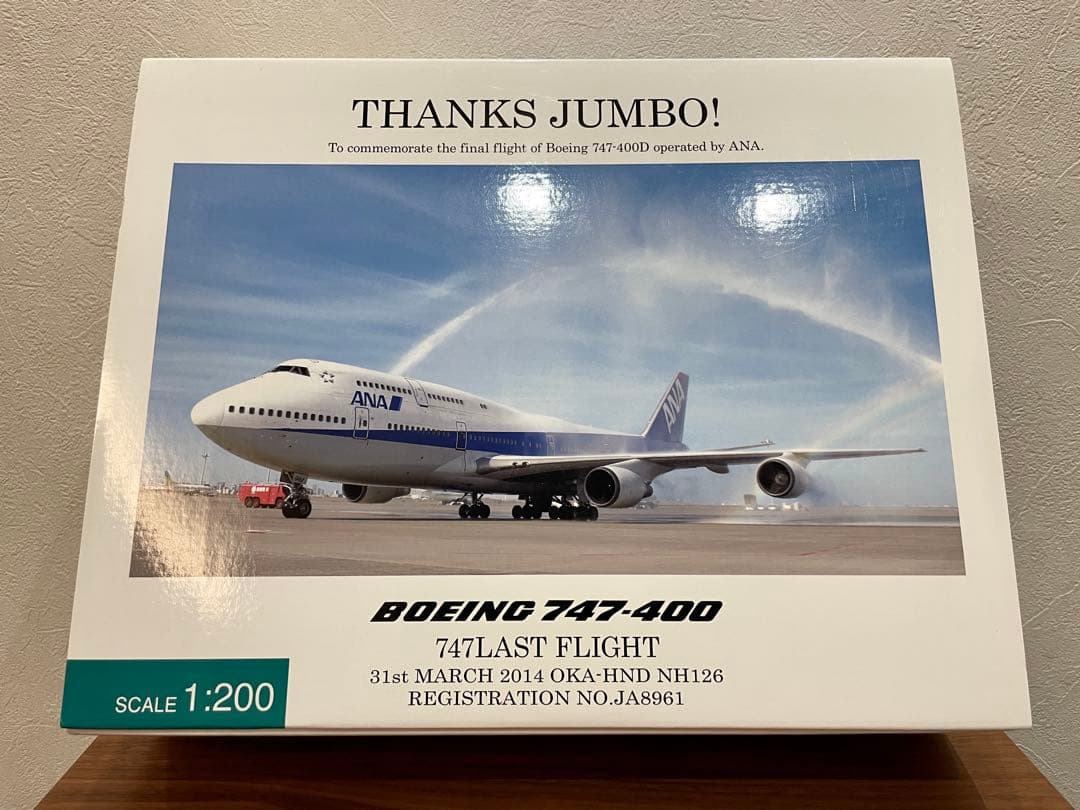 THANKS JUMBO!
To commemorate the final flight of Boeing 747-400D operated by ANA.
ANA
ANA
BOEING 747-400
747LAST FLIGHT
31st MARCH 2014 OKA-HND NH126
REGISTRATION NO.JA8961
SCALE 1:200